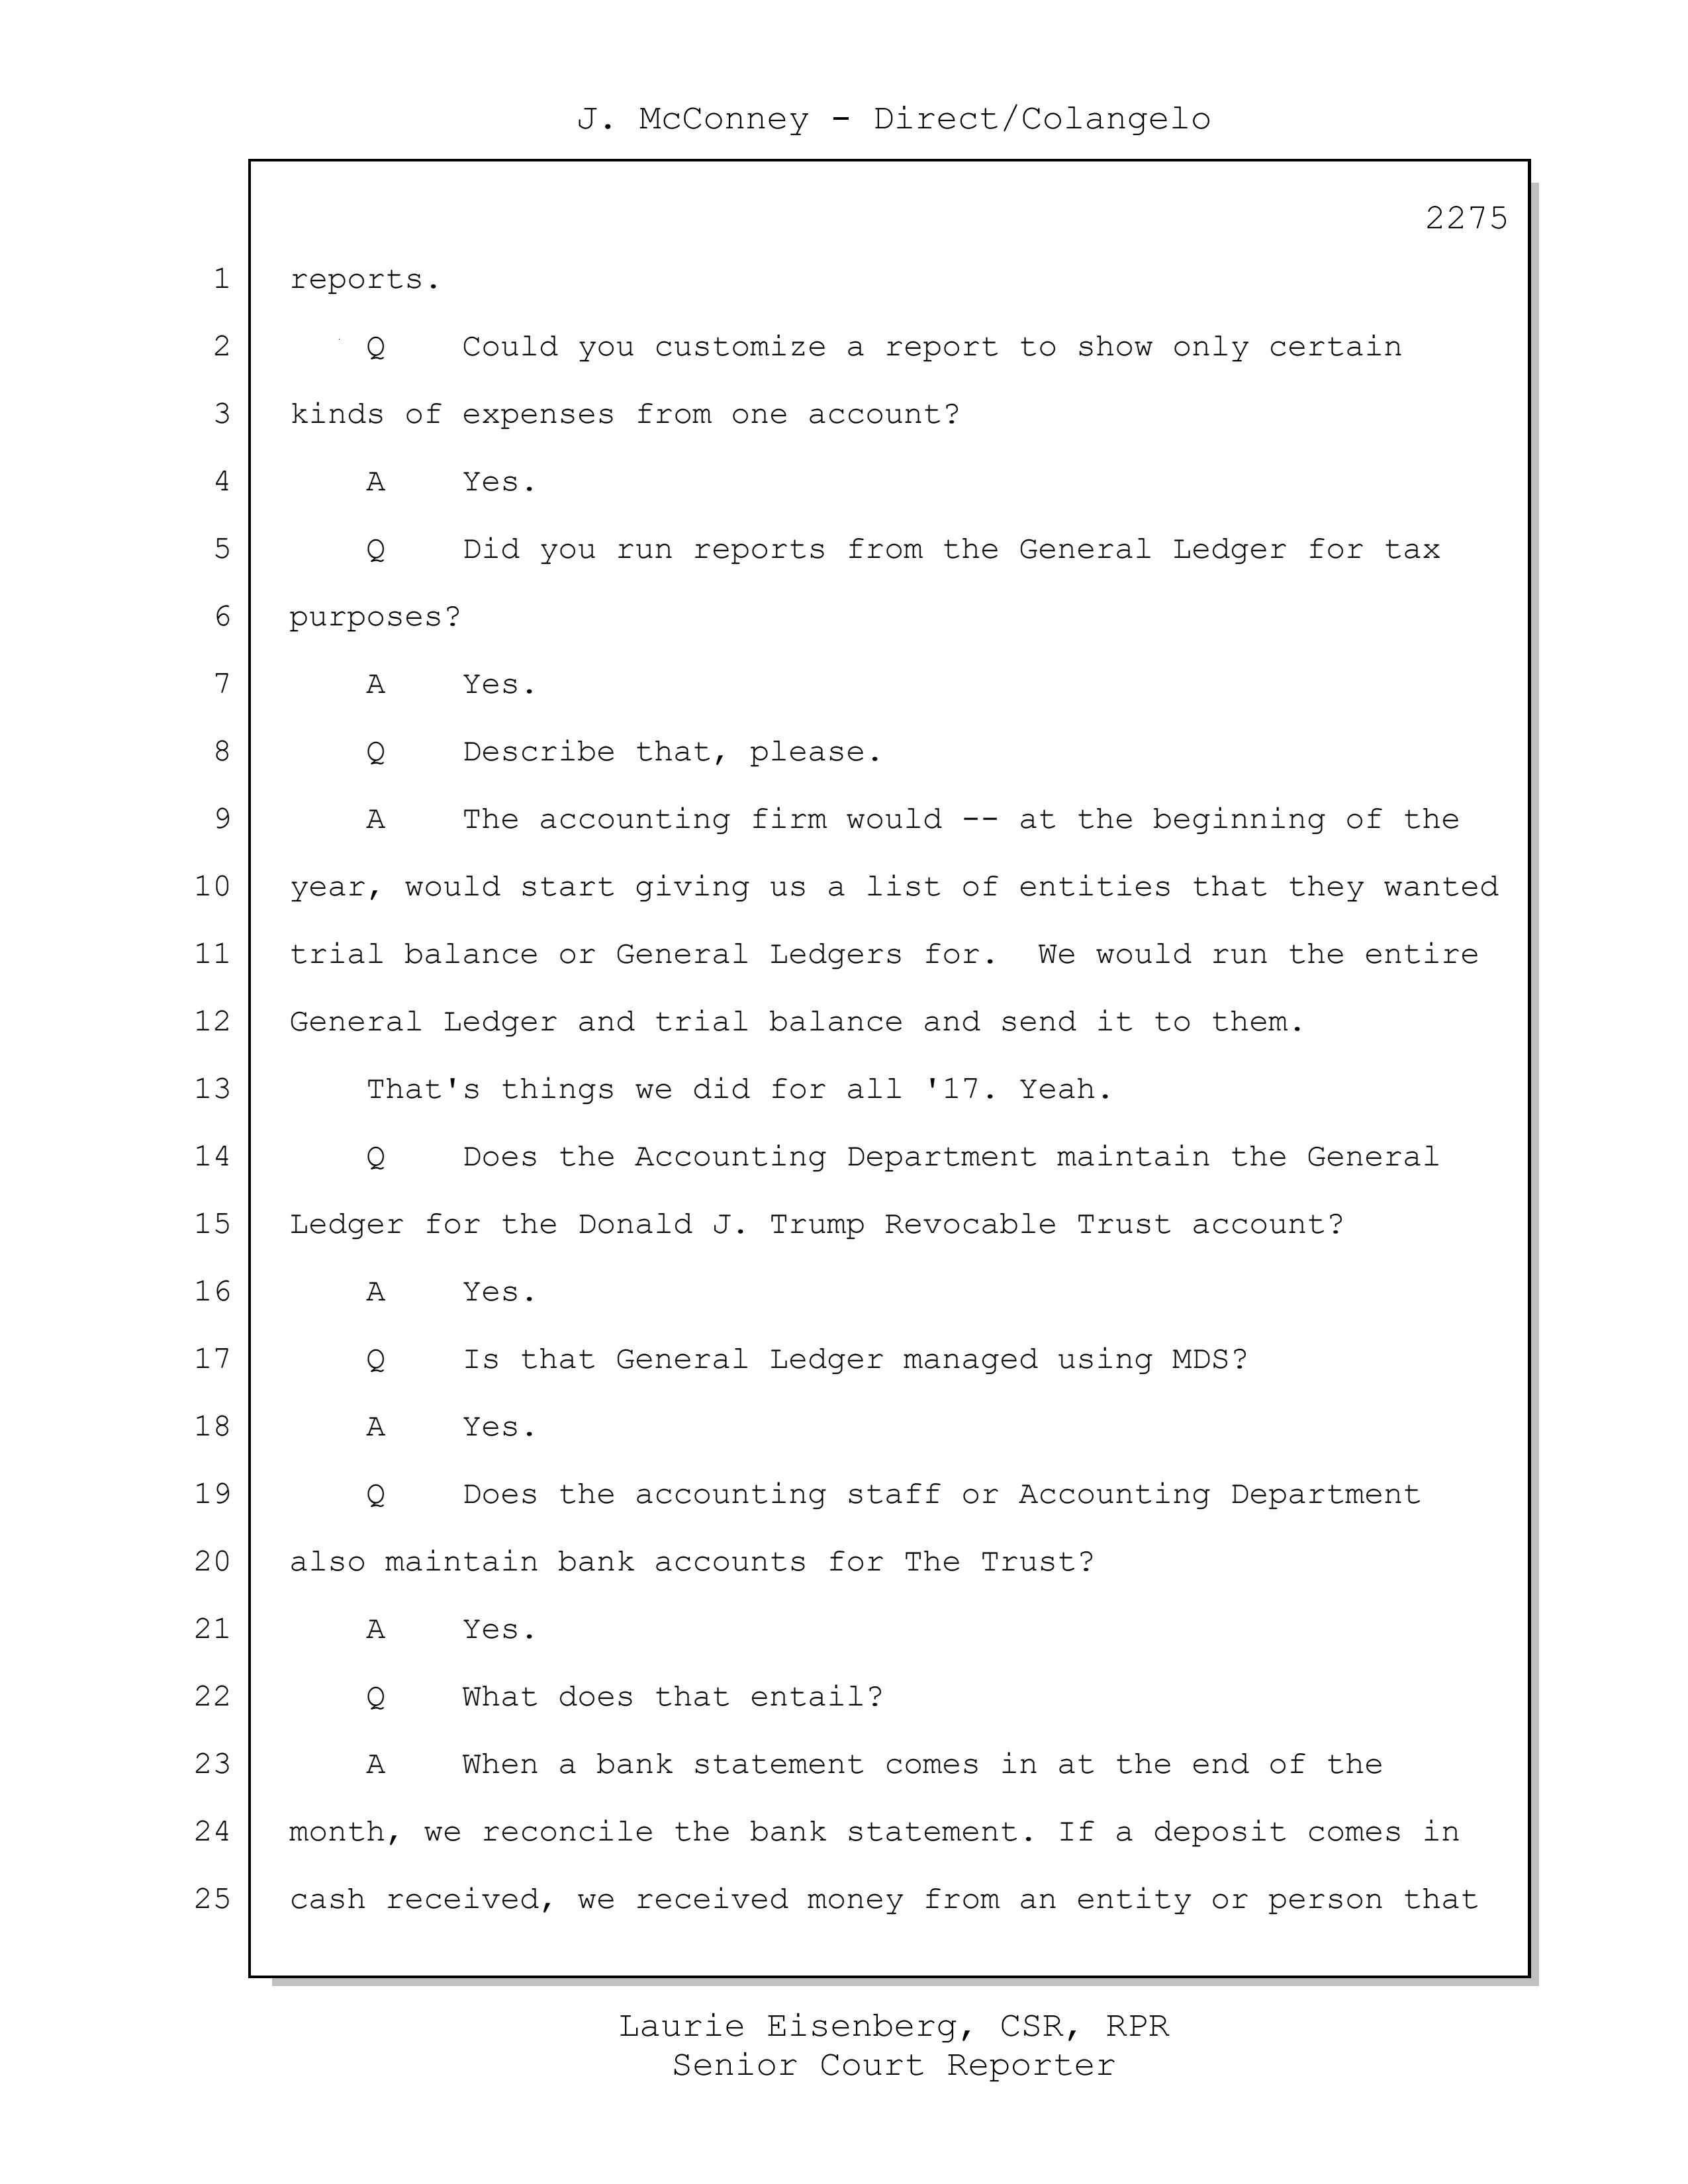 J. McConney - Direct/Colangelo
2275
1 reports.
2 Q Could you customize a report to show only certain
3 kinds of expenses from one account?
4 A Yes.
5 Q Did you run reports from the General Ledger for tax
6 purposes?
7 A Yes.
8 Q Describe that, please.
9 A The accounting firm would -- at the beginning of the
10 year, would start giving us a list of entities that they wanted
11 trial balance or General Ledgers for.  We would run the entire
12 General Ledger and trial balance and send it to them.
13 That's things we did for all '17. Yeah.
14 Q Does the Accounting Department maintain the General
15 Ledger for the Donald J. Trump Revocable Trust account?
16 A Yes.
17 Q Is that General Ledger managed using MDS?
18 A Yes.
19 Q Does the accounting staff or Accounting Department
20 also maintain bank accounts for The Trust?
21 A Yes.
22 Q What does that entail?
23 A When a bank statement comes in at the end of the
24 month, we reconcile the bank statement. If a deposit comes in
25 cash received, we received money from an entity or person that
Laurie Eisenberg, CSR, RPR
Senior Court Reporter